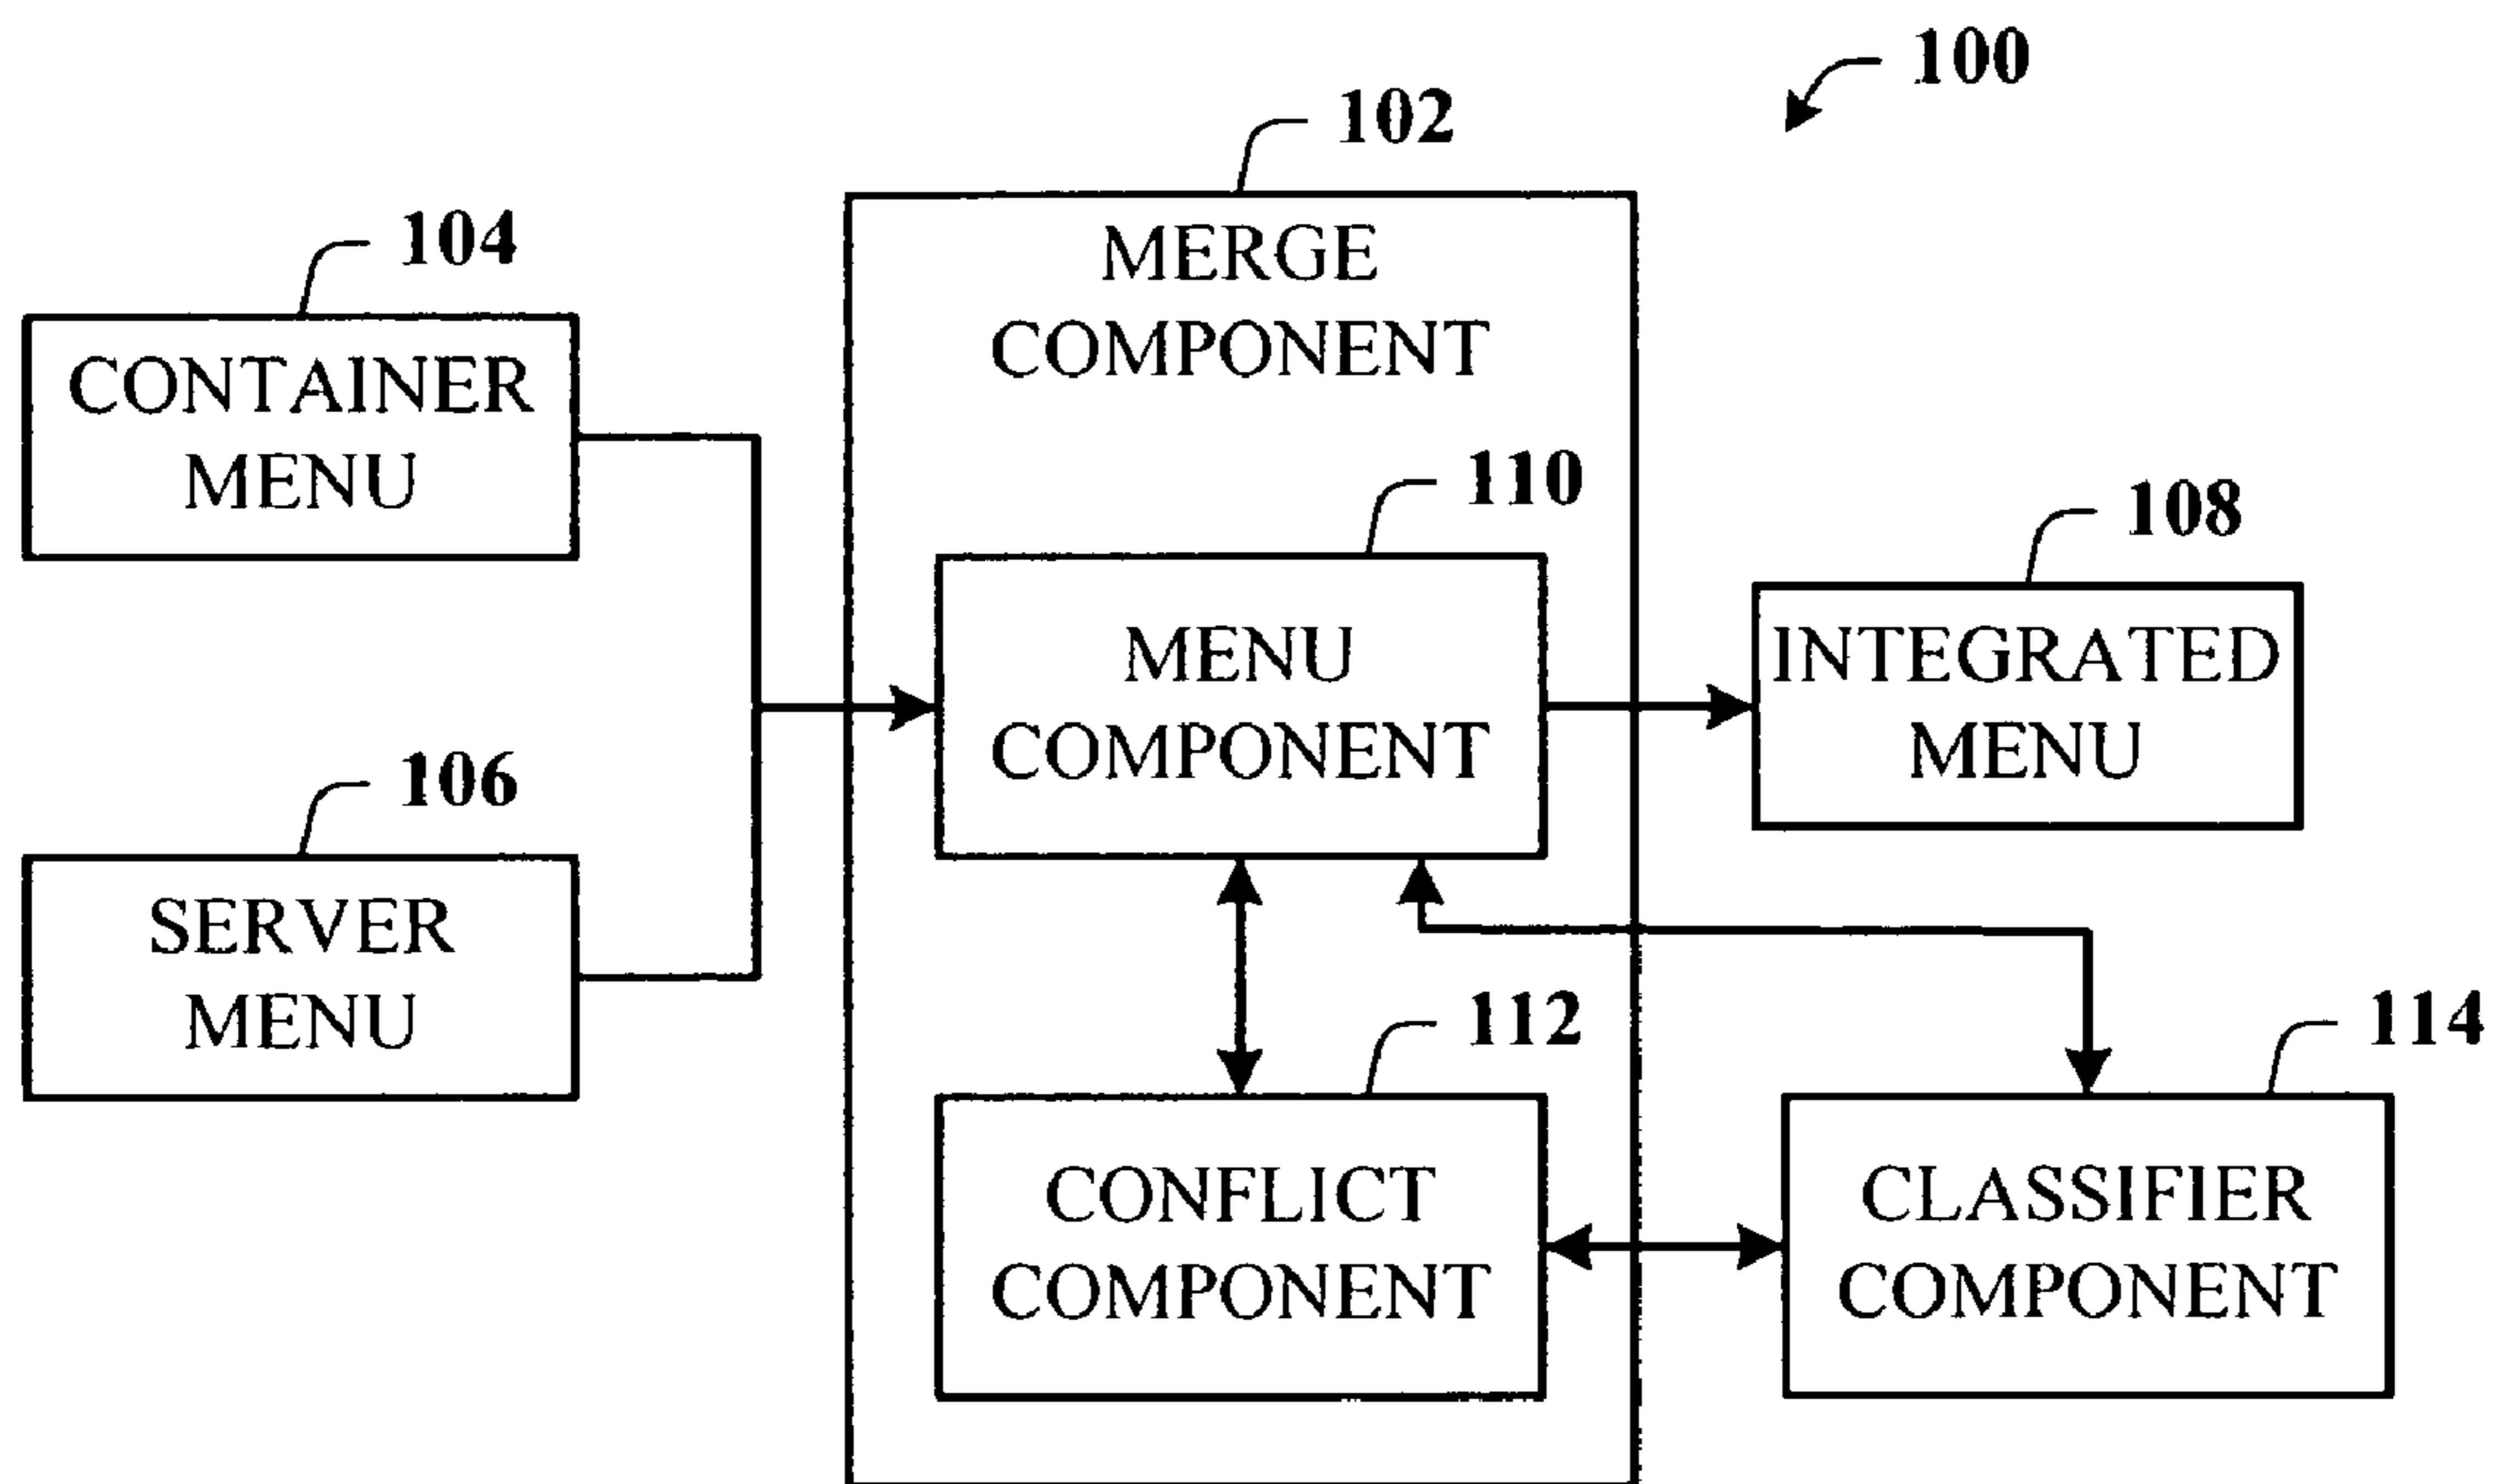 100
102
MERGE
COMPONENT
104
CONTAINER
MENU
110
MENU
COMPONENT
108
INTEGRATED
MENU
106
SERVER
MENU
112
CONFLICT
COMPONENT
114
CLASSIFIER
COMPONENT